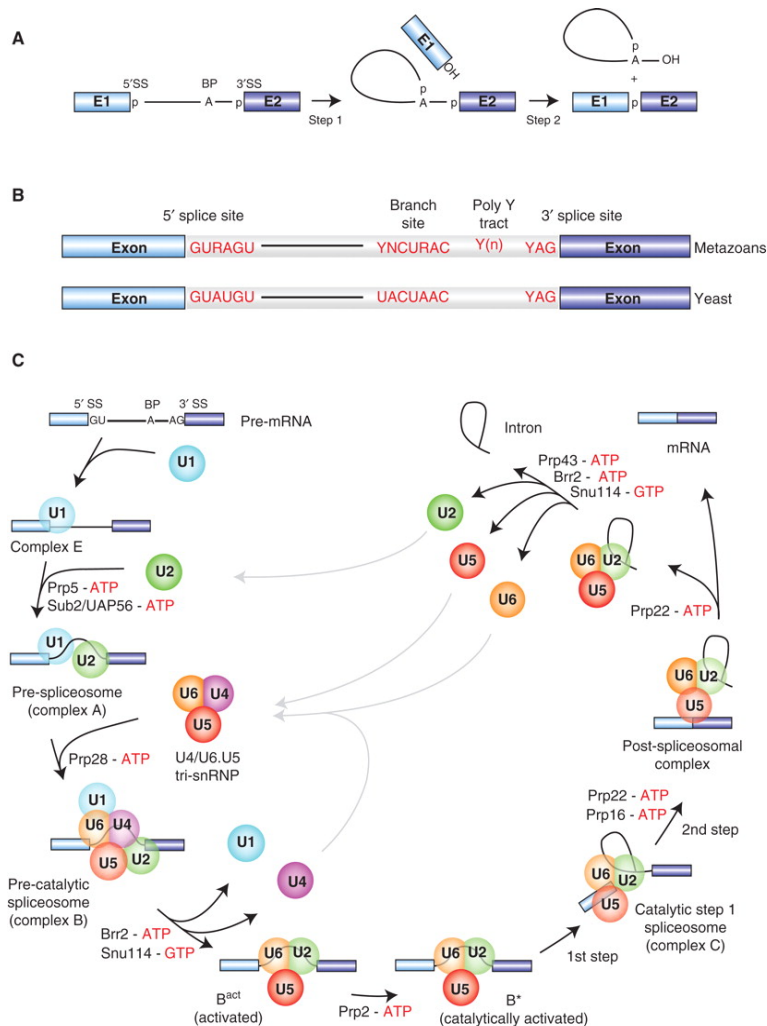 A
5′SS BP 3′SS
E1 p A p E2
Step 1
E1
OH
p
A p E2
Step 2
p
A OH
+
E1 p E2
B
5′ splice site Branch site Poly Y tract 3′ splice site
Exon GURAGU YNCURAC Y(n) YAG Exon Metazoans
Exon GUAUGU UACUAAC YAG Exon Yeast
C
5′ SS BP 3′ SS
GU A AG
Pre-mRNA
U1
U1
Complex E
U2
Prp5 - ATP
Sub2/UAP56 - ATP
U1
U2
Pre-spliceosome
(complex A)
U6 U4
U5
U4/U6.U5
tri-snRNP
Prp28 - ATP
U1
U6 U4
U5 U2
Pre-catalytic
spliceosome
(complex B)
U1
U4
Brr2 - ATP
Snu114 - GTP
U6 U2
U5
Bact
(activated)
Prp2 - ATP
U6 U2
U5
B*
(catalytically activated)
1st step
U6 U2
U5
Catalytic step 1
spliceosome
(complex C)
Prp22 - ATP
Prp16 - ATP
2nd step
U6 U2
U5
Post-spliceosomal
complex
Prp22 - ATP
mRNA
U6 U2
U5
Intron
Prp43 - ATP
Brr2 - ATP
Snu114 - GTP
U2
U5
U6